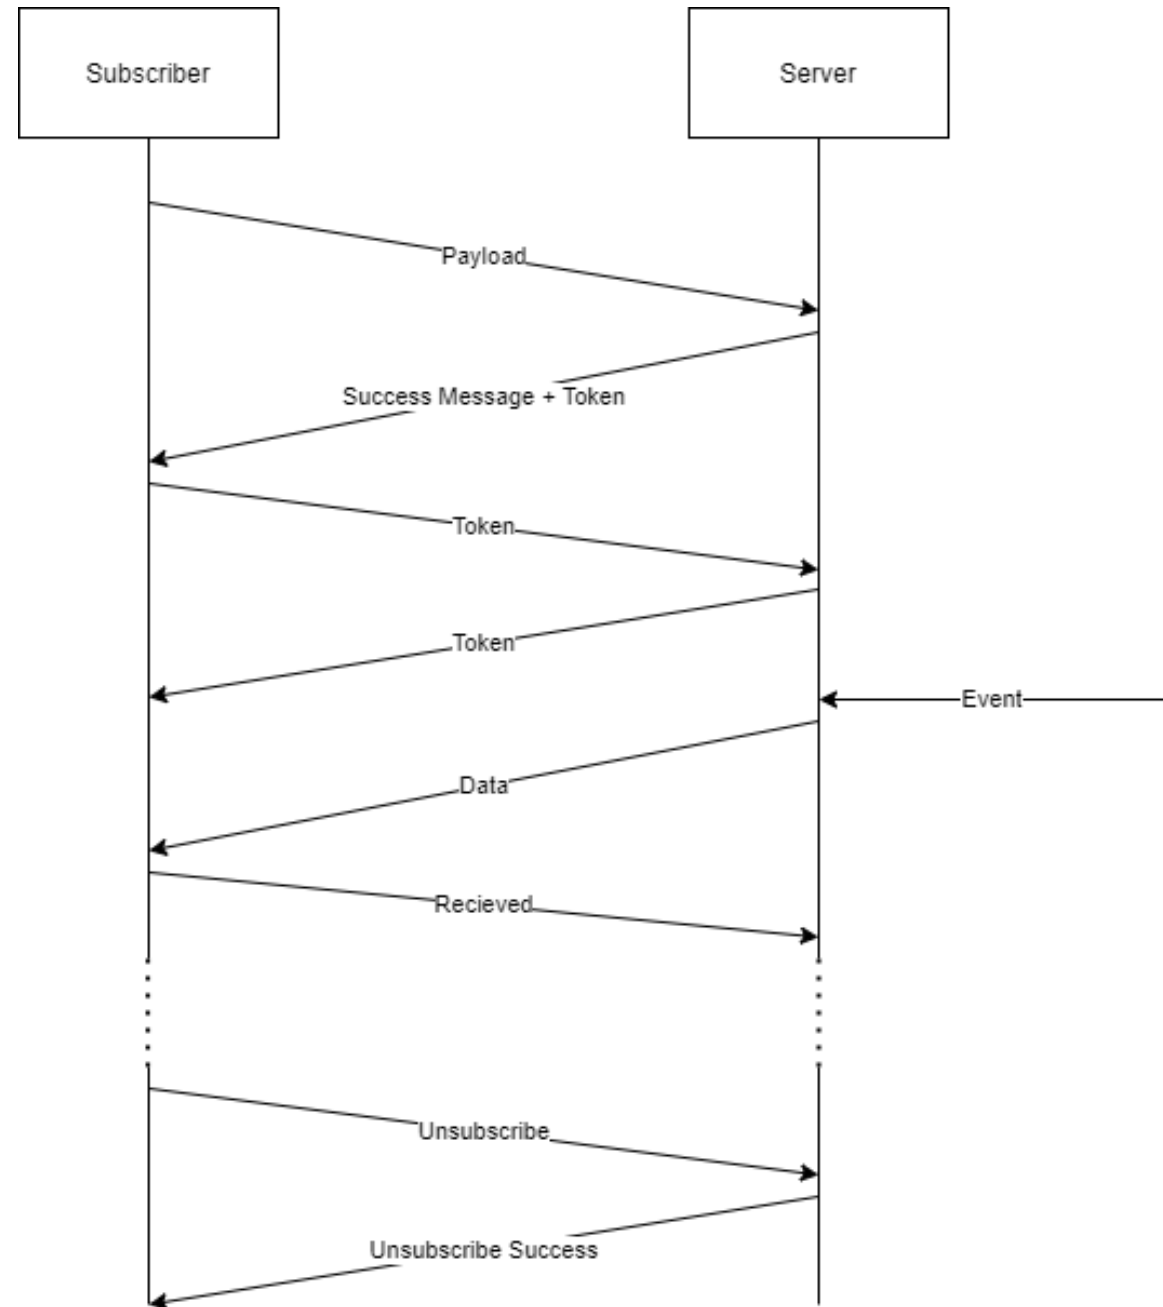 Subscriber
Server
Payload
Success Message + Token
Token
Token
Event
Data
Recieved
Unsubscribe
Unsubscribe Success